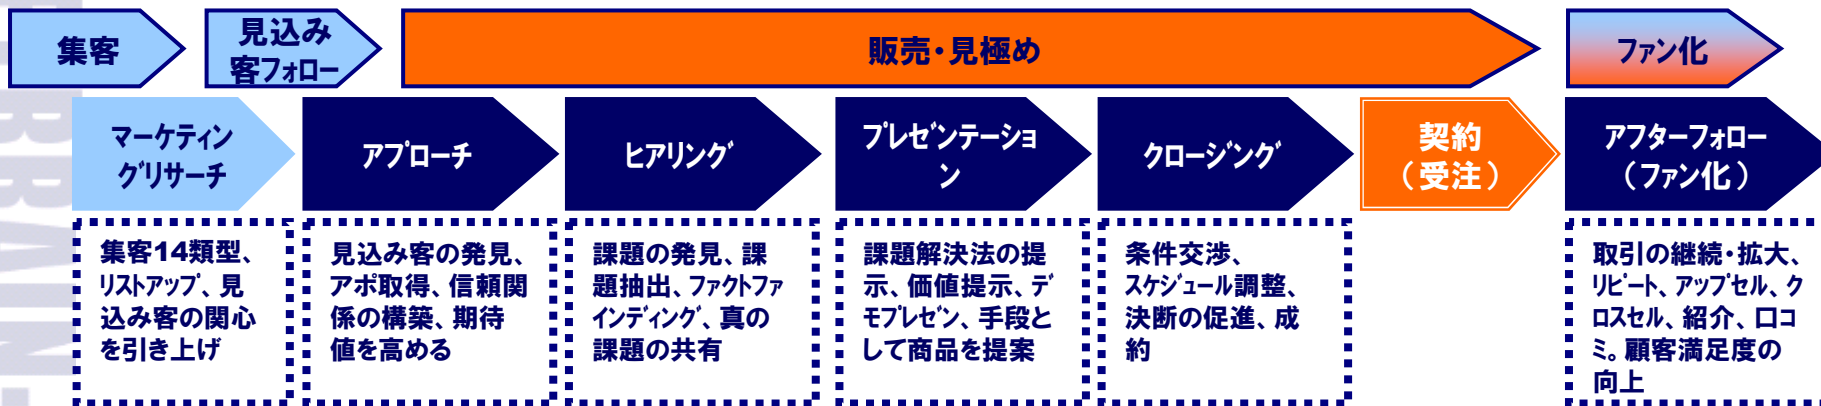 集客
見込み
客フォロー
販売・見極め
ファン化
マーケティン
グリサーチ
アプローチ
ヒアリング
プレゼンテーショ
ン
クロージング
契約
（受注）
アフターフォロー
（ファン化）
集客14類型、
リストアップ、見
込み客の関心
を引き上げ
見込み客の発見、
アポ取得、信頼関
係の構築、期待
値を高める
課題の発見、課
題抽出、ファクトファ
インディング、真の
課題の共有
課題解決法の提
示、価値提示、デ
モプレゼン、手段と
して商品を提案
条件交渉、
スケジュール調整、
決断の促進、成
約
取引の継続・拡大、
リピート、アップセル、ク
ロスセル、紹介、口コ
ミ。顧客満足度の
向上